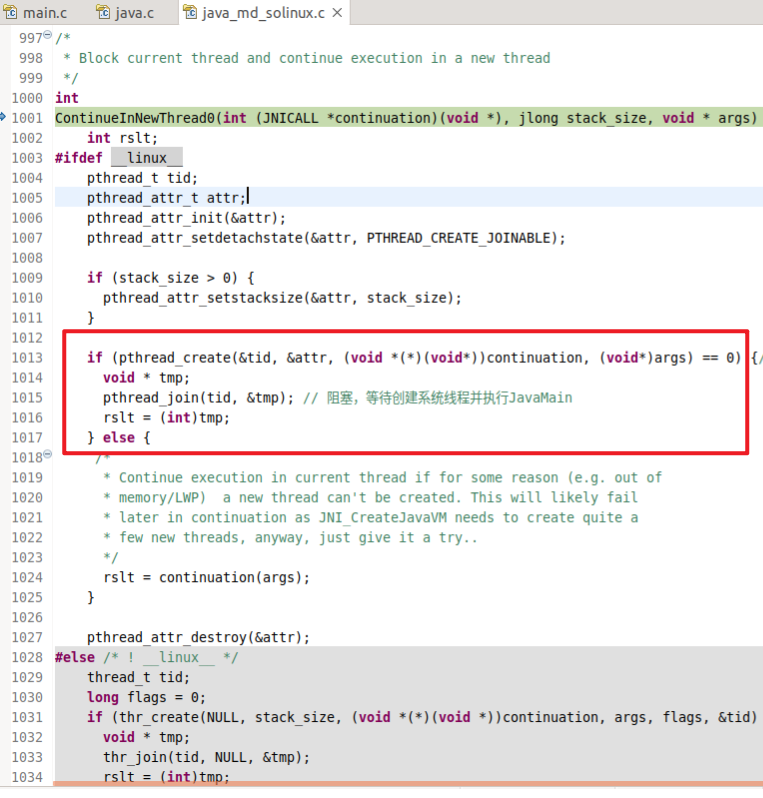 main.c java.c java_md_solinux.c
997 /*
998 * Block current thread and continue execution in a new thread
999 */
1000 int
1001 ContinueInNewThread0(int (JNICALL *continuation)(void *), jlong stack_size, void * args)
1002 int rslt;
1003 #ifdef __linux__
1004 pthread_t tid;
1005 pthread_attr_t attr;
1006 pthread_attr_init(&attr);
1007 pthread_attr_setdetachstate(&attr, PTHREAD_CREATE_JOINABLE);
1008
1009 if (stack_size > 0) {
1010 pthread_attr_setstacksize(&attr, stack_size);
1011 }
1012
1013 if (pthread_create(&tid, &attr, (void *(*)(void*))continuation, (void*)args) == 0) {/
1014 void * tmp;
1015 pthread_join(tid, &tmp); // 阻塞，等待创建系统线程并执行JavaMain
1016 rslt = (int)tmp;
1017 } else {
1018 /*
1019 * Continue execution in current thread if for some reason (e.g. out of
1020 * memory/LWP) a new thread can't be created. This will likely fail
1021 * later in continuation as JNI_CreateJavaVM needs to create quite a
1022 * few new threads, anyway, just give it a try..
1023 */
1024 rslt = continuation(args);
1025 }
1026
1027 pthread_attr_destroy(&attr);
1028 #else /* ! __linux__ */
1029 thread_t tid;
1030 long flags = 0;
1031 if (thr_create(NULL, stack_size, (void *(*)(void *))continuation, args, flags, &tid)
1032 void * tmp;
1033 thr_join(tid, NULL, &tmp);
1034 rslt = (int)tmp;